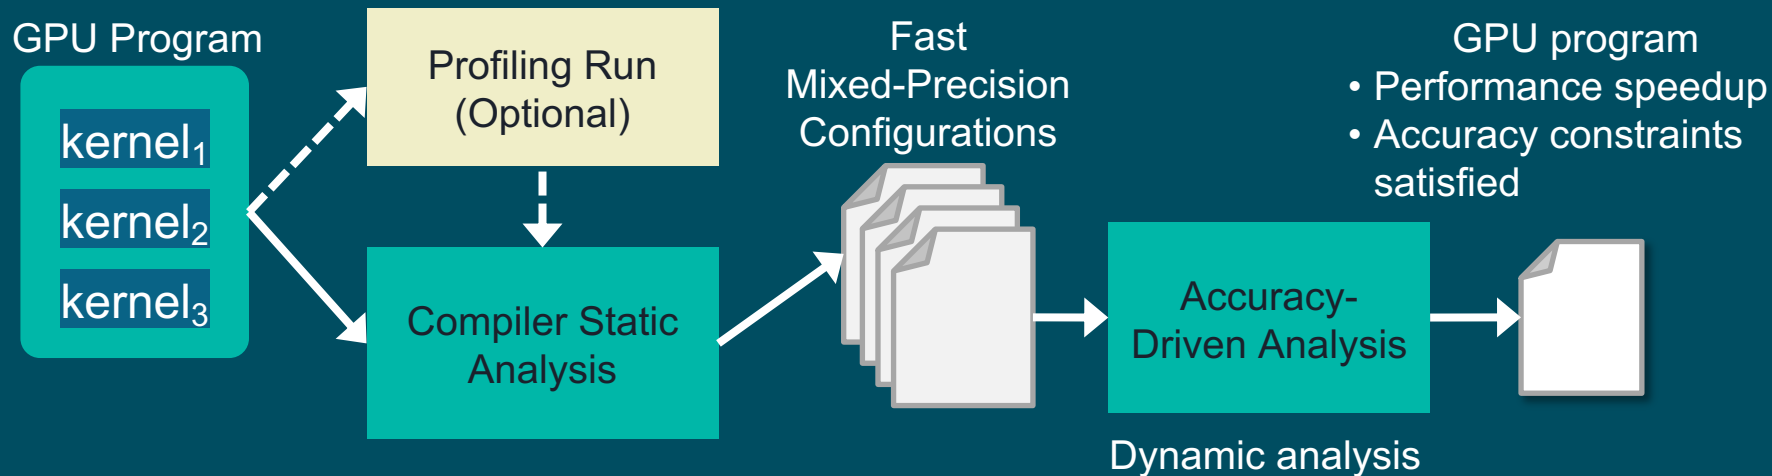 GPU Program
kernel₁
kernel₂
kernel₃
Profiling Run
(Optional)
Compiler Static
Analysis
Fast
Mixed-Precision
Configurations
Accuracy-
Driven Analysis
Dynamic analysis
GPU program
• Performance speedup
• Accuracy constraints
satisfied